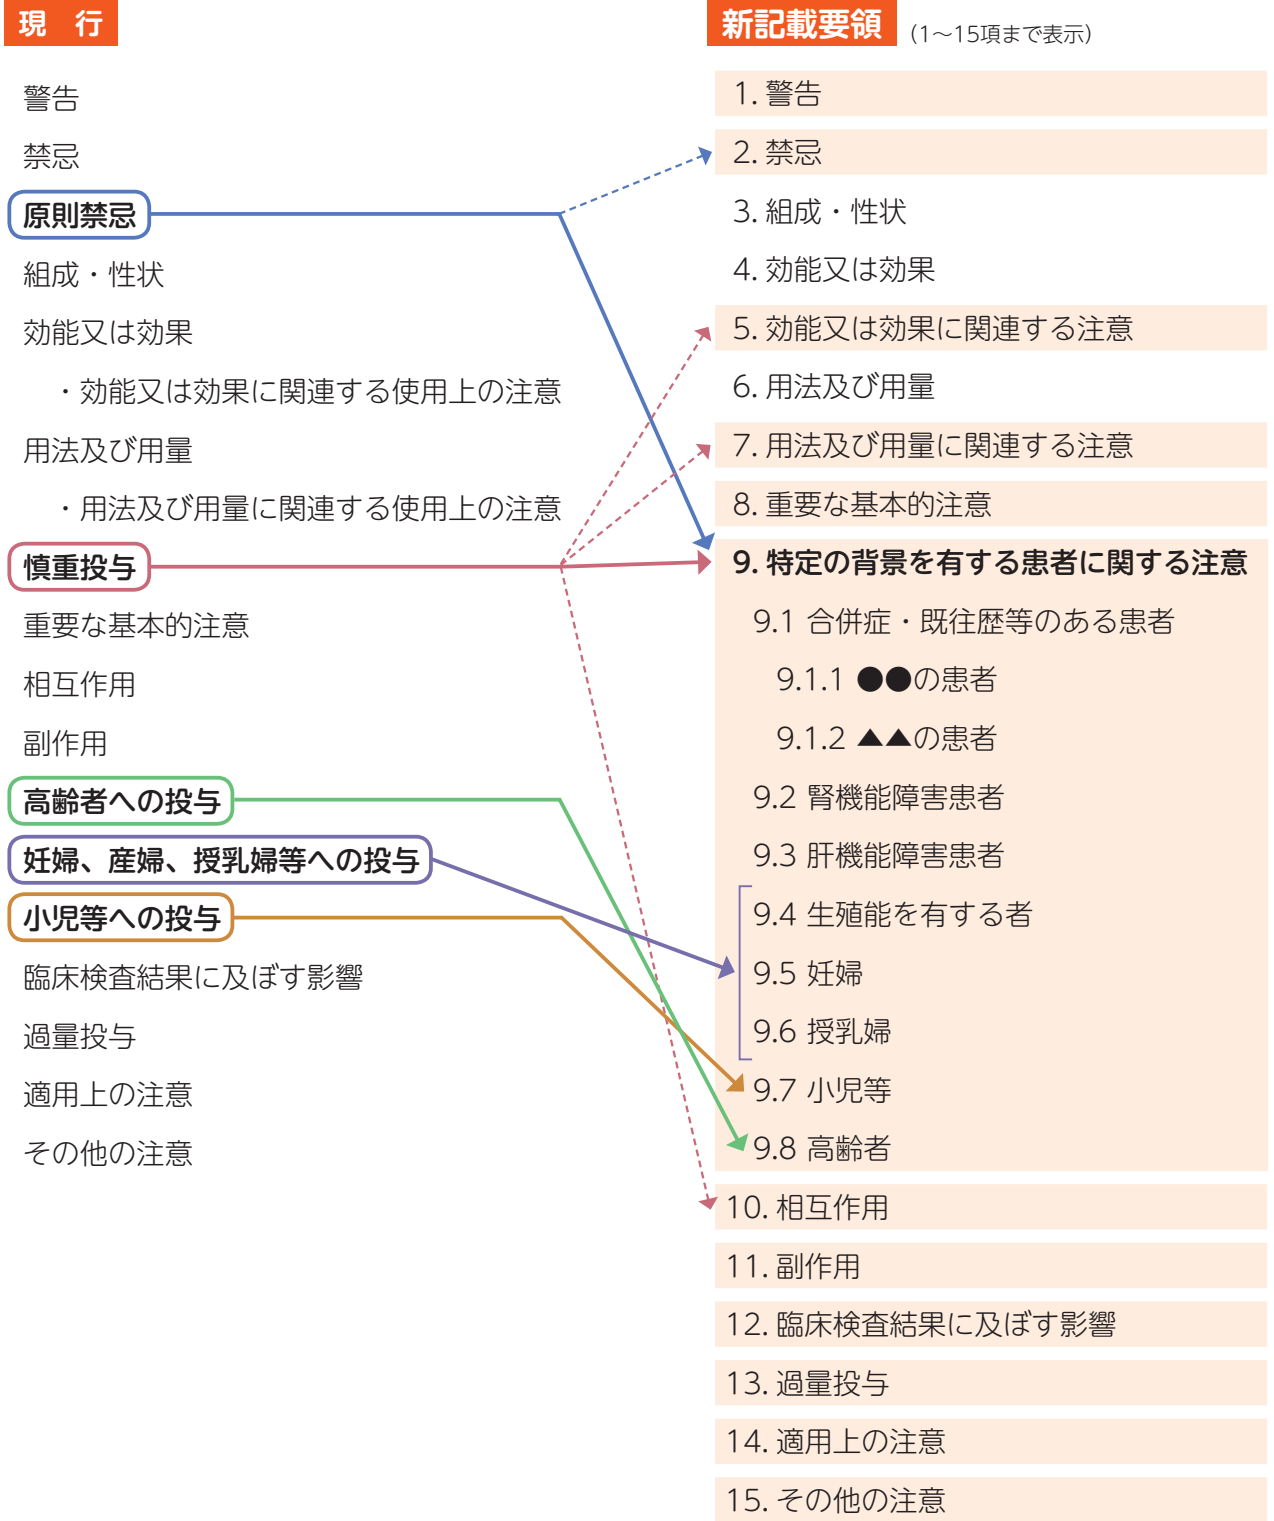 現　行
警告
禁忌
原則禁忌
組成・性状
効能又は効果
・効能又は効果に関連する使用上の注意
用法及び用量
・用法及び用量に関連する使用上の注意
慎重投与
重要な基本的注意
相互作用
副作用
高齢者への投与
妊婦、産婦、授乳婦等への投与
小児等への投与
臨床検査結果に及ぼす影響
過量投与
適用上の注意
その他の注意
新記載要領 (1～15項まで表示)
1. 警告
2. 禁忌
3. 組成・性状
4. 効能又は効果
5. 効能又は効果に関連する注意
6. 用法及び用量
7. 用法及び用量に関連する注意
8. 重要な基本的注意
9. 特定の背景を有する患者に関する注意
9.1 合併症・既往歴等のある患者
9.1.1 ●●の患者
9.1.2 ▲▲の患者
9.2 腎機能障害患者
9.3 肝機能障害患者
9.4 生殖能を有する者
9.5 妊婦
9.6 授乳婦
9.7 小児等
9.8 高齢者
10. 相互作用
11. 副作用
12. 臨床検査結果に及ぼす影響
13. 過量投与
14. 適用上の注意
15. その他の注意